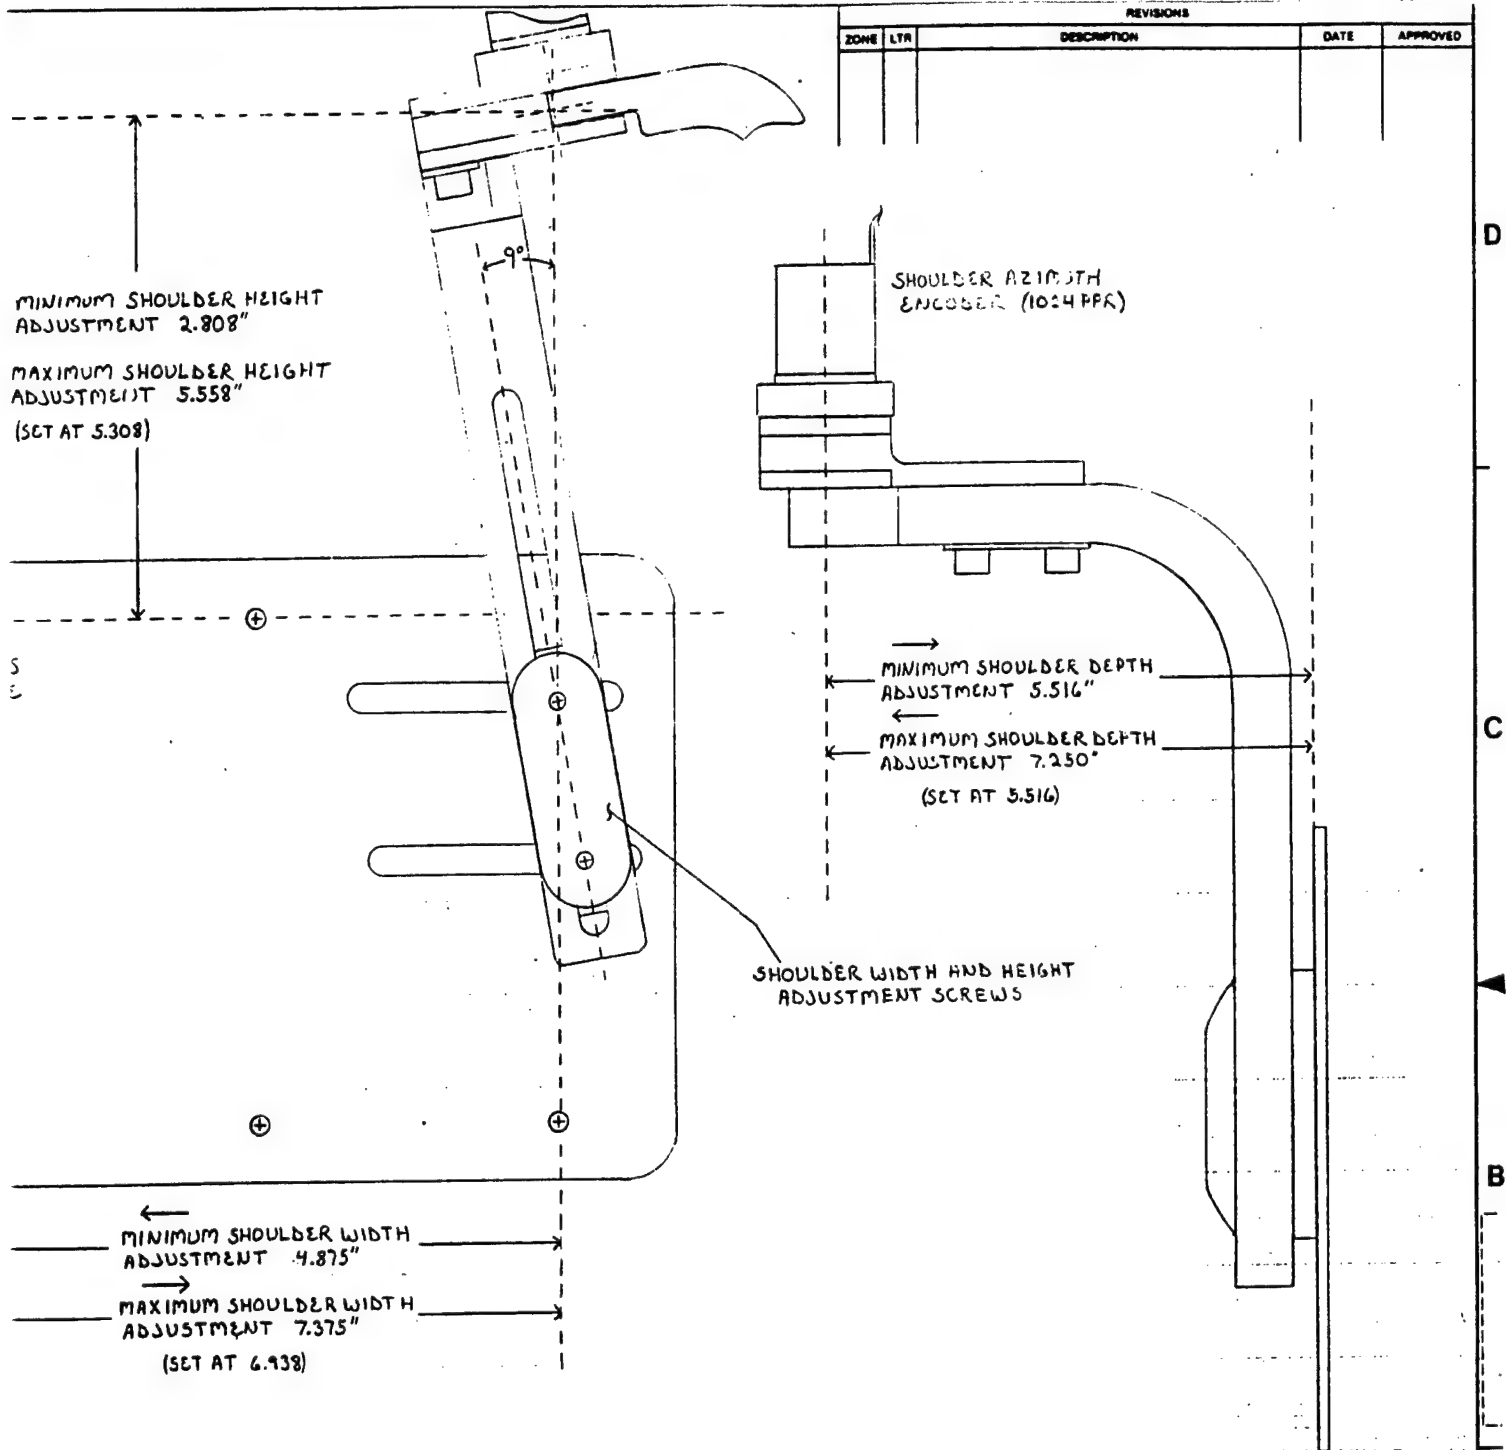 REVISIONS
ZONE LTR DESCRIPTION DATE APPROVED
D
9°
SHOULDER AZIMUTH
ENCODER (1024 PPR)
MINIMUM SHOULDER HEIGHT
ADJUSTMENT 2.808"
MAXIMUM SHOULDER HEIGHT
ADJUSTMENT 5.558"
(SET AT 5.308)
S
E
MINIMUM SHOULDER DEPTH
ADJUSTMENT 5.516"
MAXIMUM SHOULDER DEPTH
ADJUSTMENT 7.250"
(SET AT 5.516)
C
SHOULDER WIDTH AND HEIGHT
ADJUSTMENT SCREWS
B
MINIMUM SHOULDER WIDTH
ADJUSTMENT 4.875"
MAXIMUM SHOULDER WIDTH
ADJUSTMENT 7.375"
(SET AT 6.938)